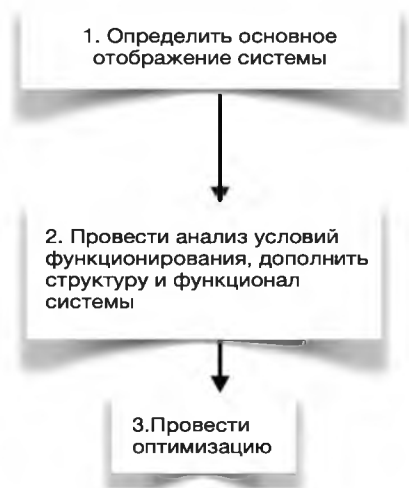 1. Определить основное
отображение системы
2. Провести анализ условий
функционирования, дополнить
структуру и функционал
системы
3.Провести
оптимизацию